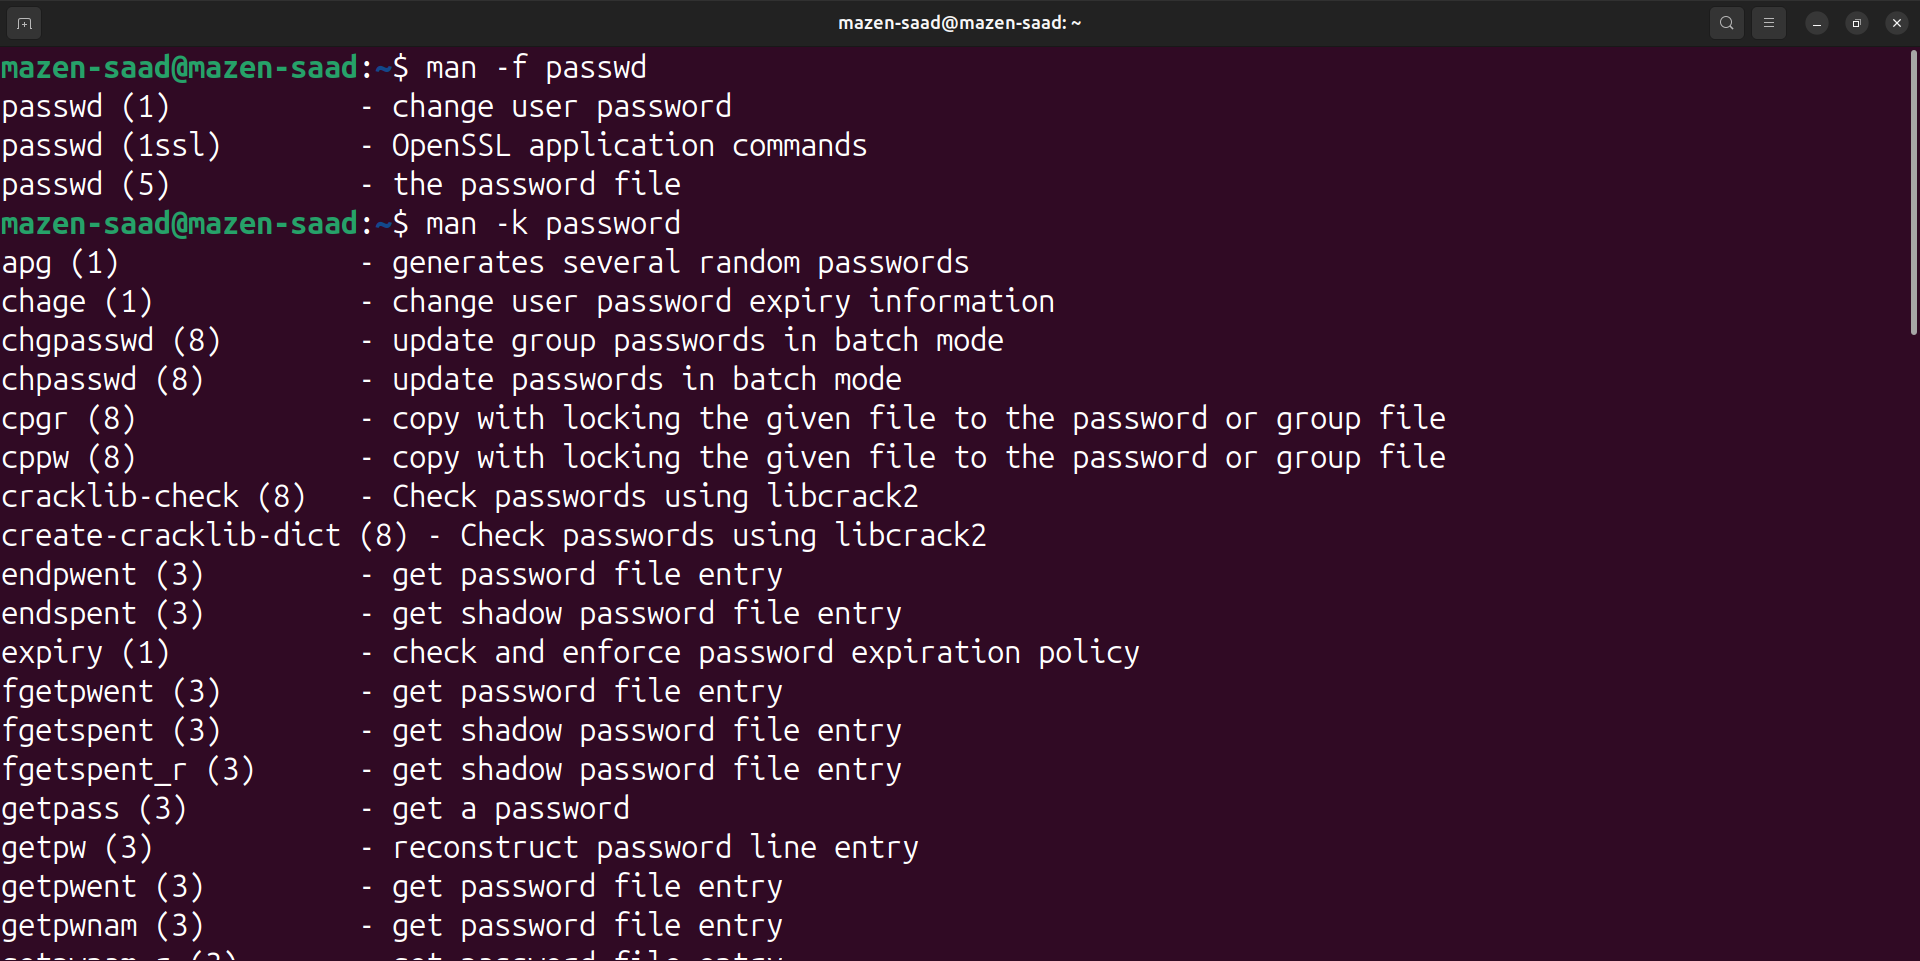 mazen-saad@mazen-saad: ~
mazen-saad@mazen-saad:~$ man -f passwd
passwd (1)           - change user password
passwd (1ssl)        - OpenSSL application commands
passwd (5)           - the password file
mazen-saad@mazen-saad:~$ man -k password
apg (1)              - generates several random passwords
chage (1)            - change user password expiry information
chgpasswd (8)        - update group passwords in batch mode
chpasswd (8)         - update passwords in batch mode
cpgr (8)             - copy with locking the given file to the password or group file
cppw (8)             - copy with locking the given file to the password or group file
cracklib-check (8)   - Check passwords using libcrack2
create-cracklib-dict (8) - Check passwords using libcrack2
endpwent (3)         - get password file entry
endspent (3)         - get shadow password file entry
expiry (1)           - check and enforce password expiration policy
fgetpwent (3)        - get password file entry
fgetspent (3)        - get shadow password file entry
fgetspent_r (3)      - get shadow password file entry
getpass (3)          - get a password
getpw (3)            - reconstruct password line entry
getpwent (3)         - get password file entry
getpwnam (3)         - get password file entry
getpwnam_r (3)       - get password file entry